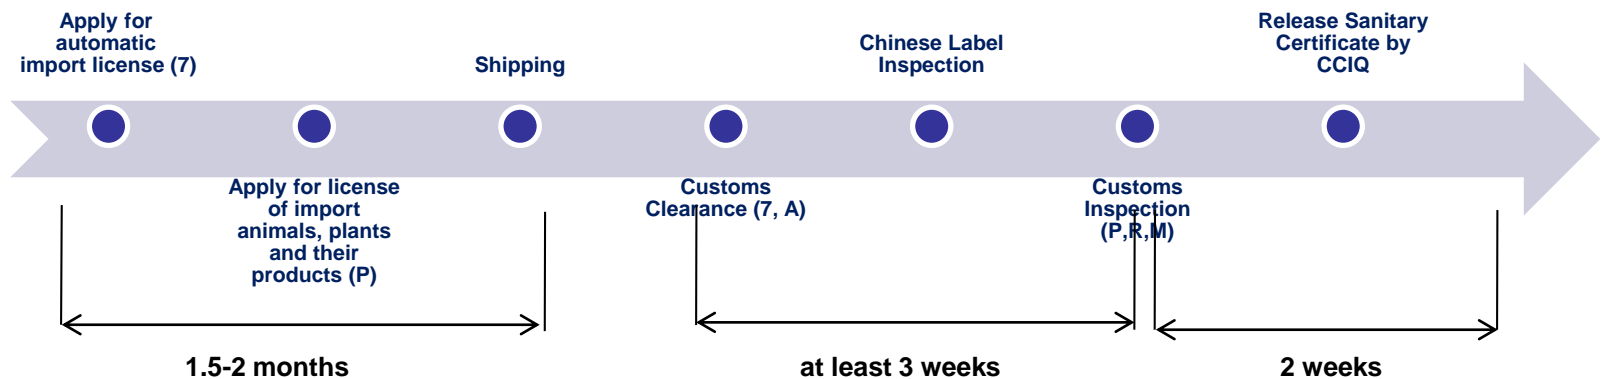 Apply for
automatic
import license (7)
Shipping
Chinese Label
Inspection
Release Sanitary
Certificate by
CCIQ
Apply for license
of import
animals, plants
and their
products (P)
Customs
Clearance (7, A)
Customs
Inspection
(P,R,M)
1.5-2 months
at least 3 weeks
2 weeks